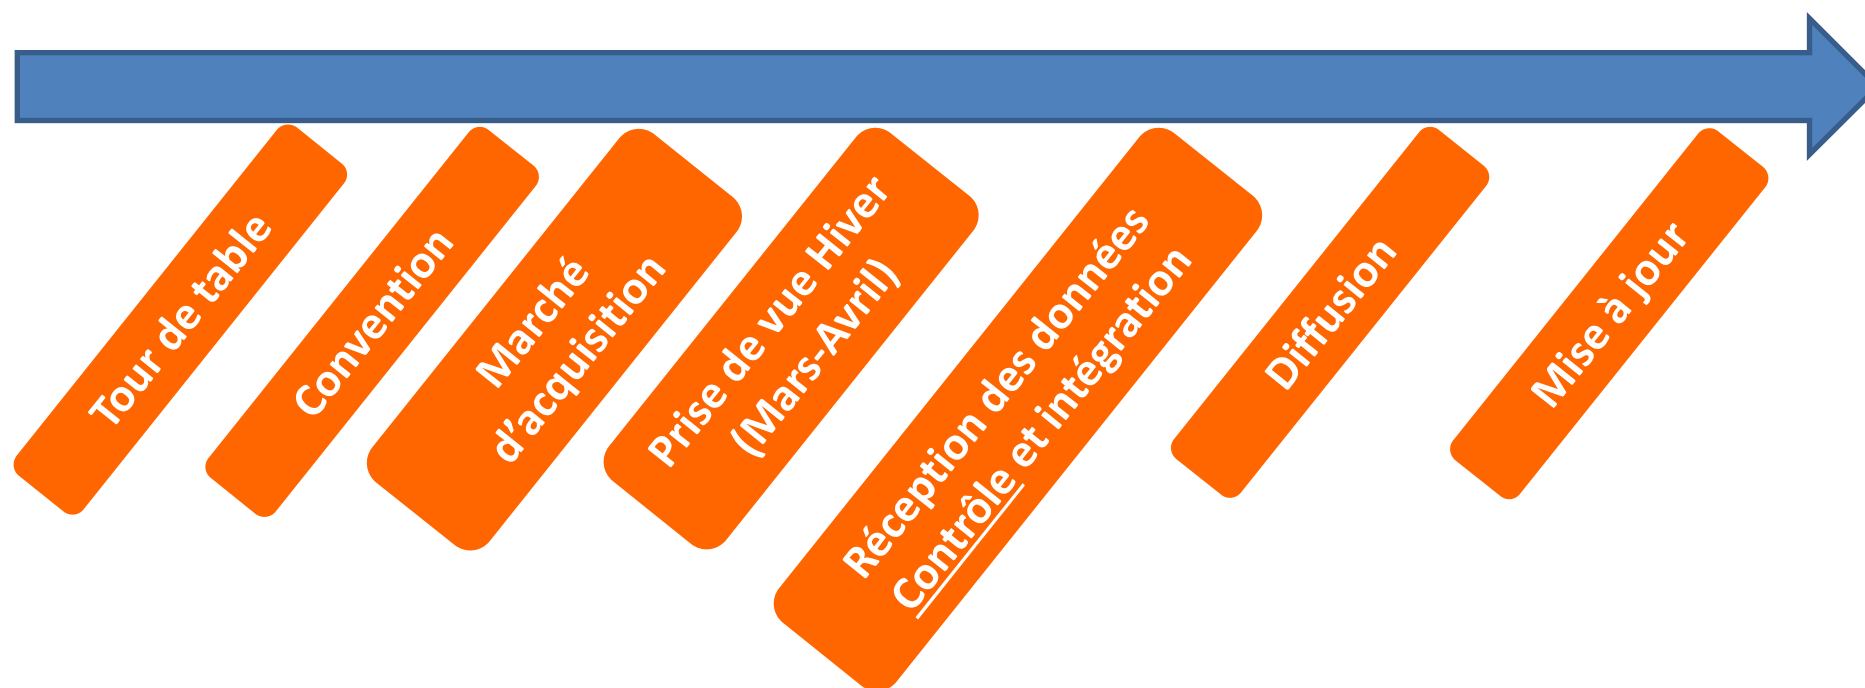 Tour de table
Convention
Marché
d’acquisition
Prise de vue Hiver
(Mars-Avril)
Réception des données
Contrôle et intégration
Diffusion
Mise à jour